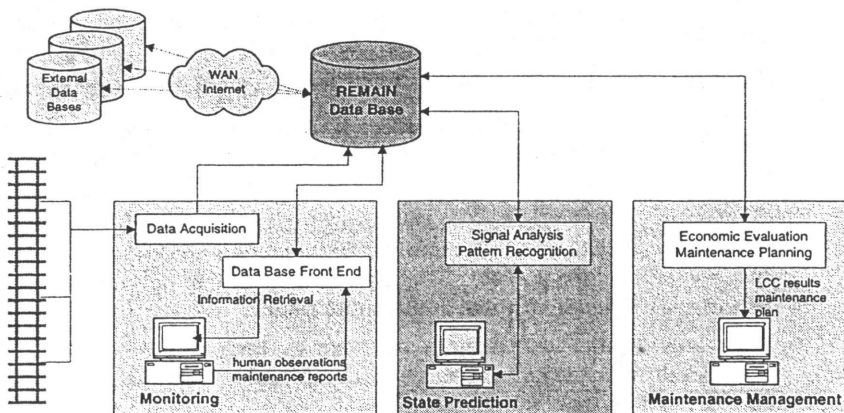 External
Data
Bases
WAN
Internet
REMAIN
Data Base
Data Acquisition
Data Base Front End
Information Retrieval
human observations
maintenance reports
Monitoring
Signal Analysis
Pattern Recognition
State Prediction
Economic Evaluation
Maintenance Planning
LCC results
maintenance
plan
Maintenance Management